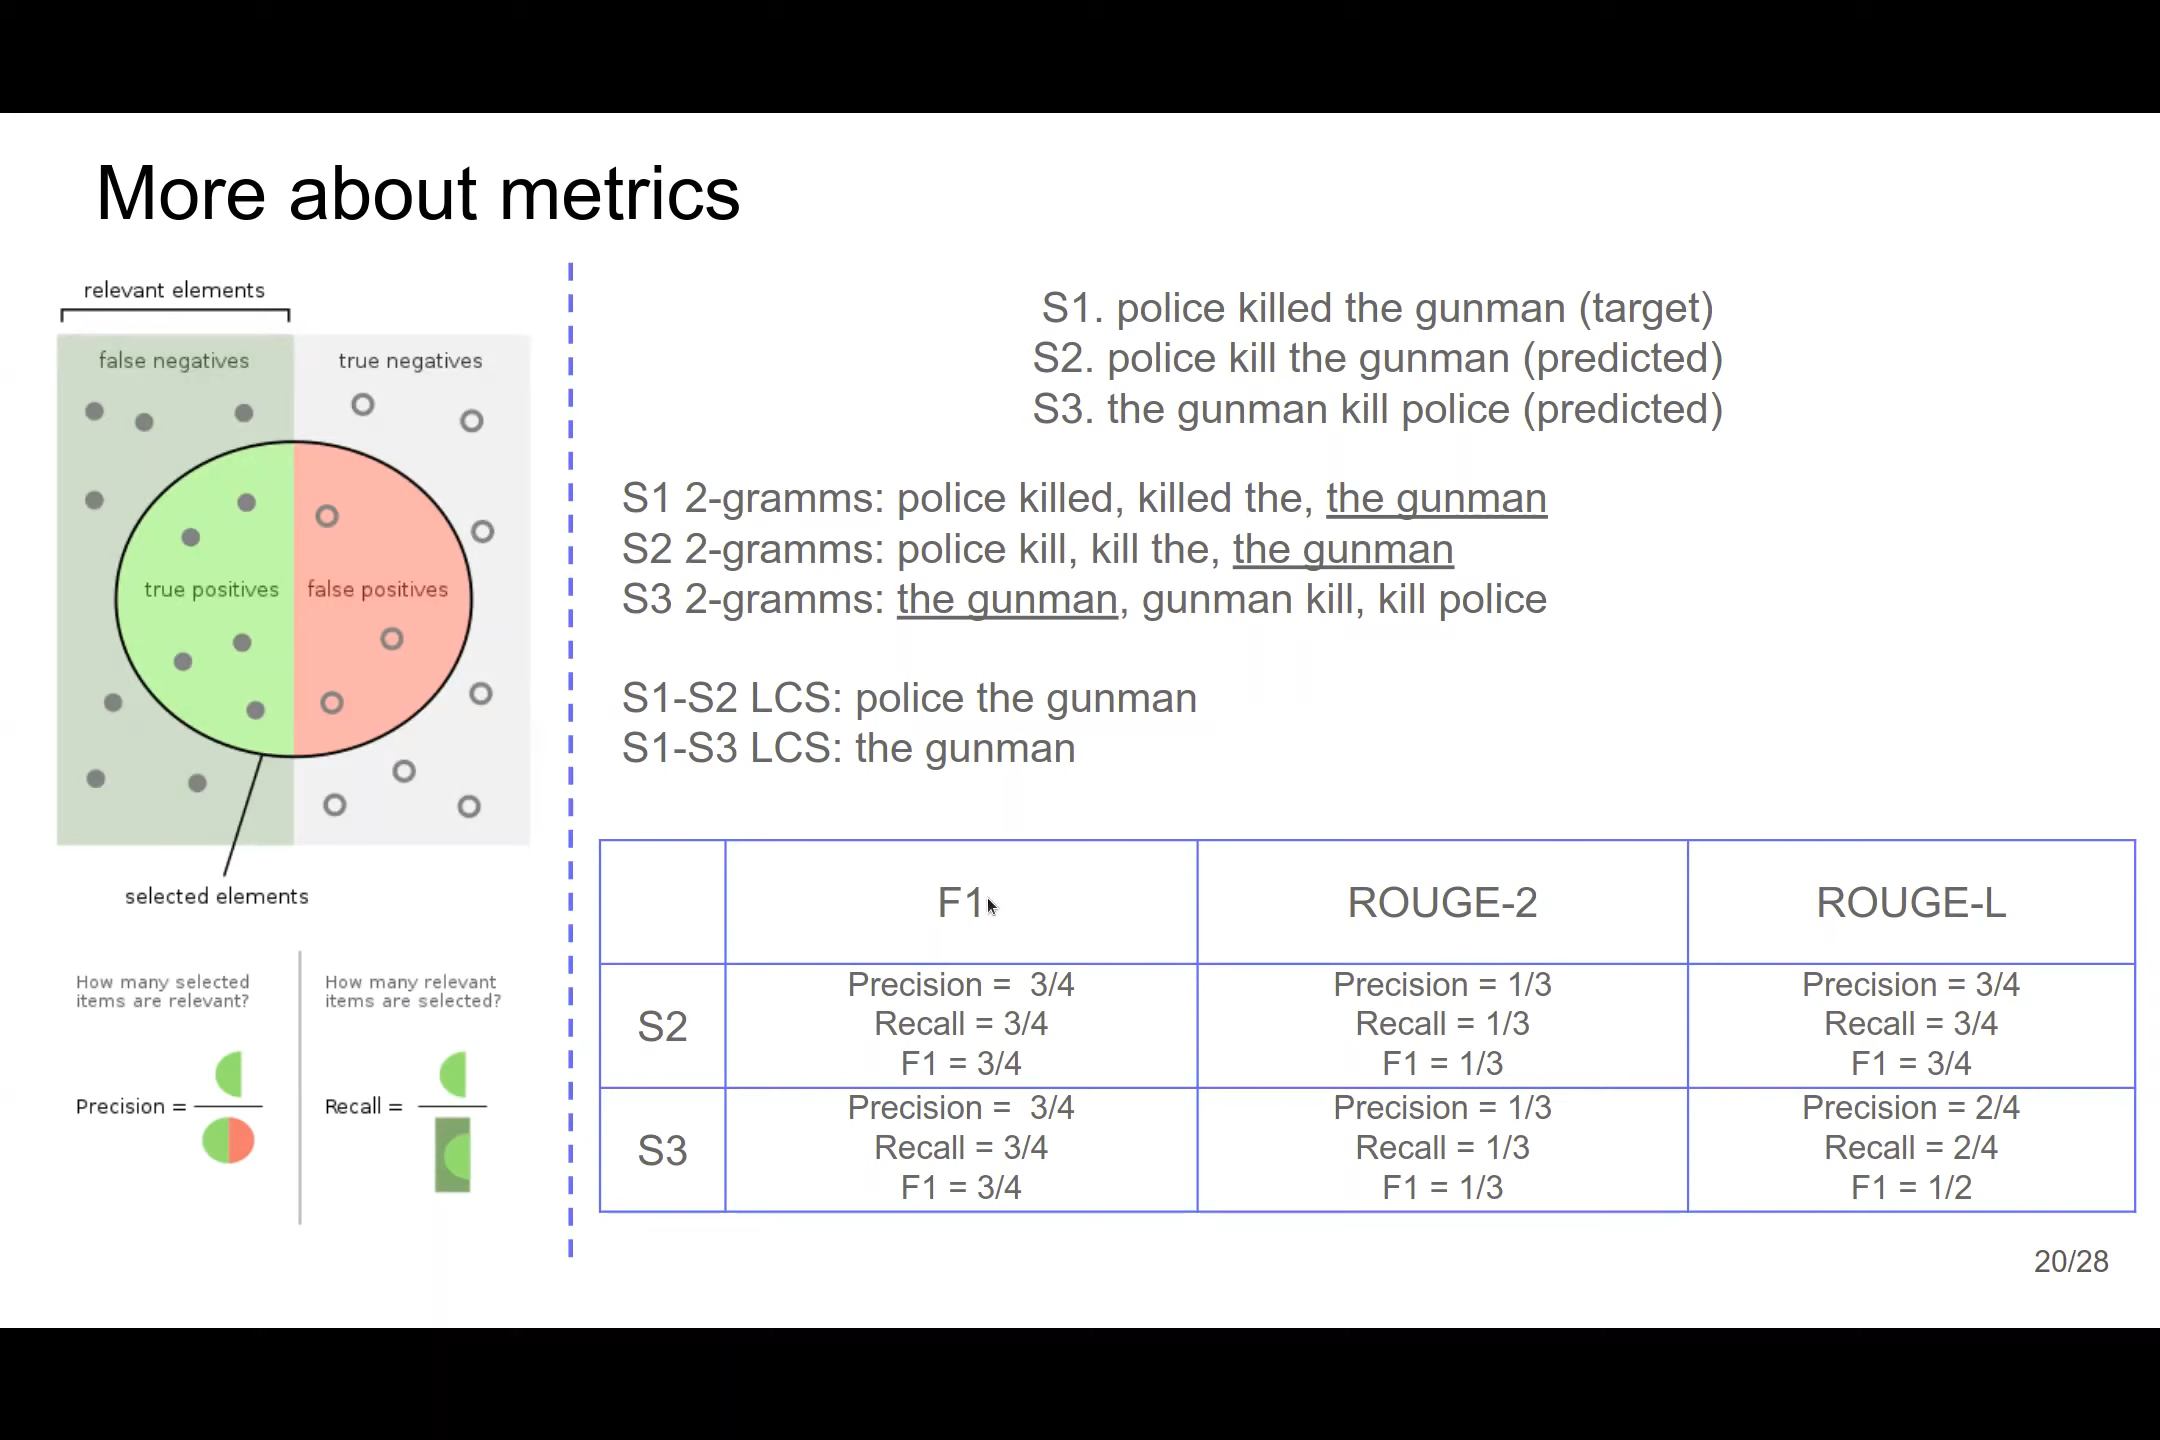 More about metrics
relevant elements
false negatives
true negatives
true positives
false positives
selected elements
How many selected
items are relevant?
How many relevant
items are selected?
Precision =
Recall =
S1. police killed the gunman (target)
S2. police kill the gunman (predicted)
S3. the gunman kill police (predicted)
S1 2-gramms: police killed, killed the, the gunman
S2 2-gramms: police kill, kill the, the gunman
S3 2-gramms: the gunman, gunman kill, kill police
S1-S2 LCS: police the gunman
S1-S3 LCS: the gunman
F1
ROUGE-2
ROUGE-L
S2
Precision = 3/4
Recall = 3/4
F1 = 3/4
Precision = 1/3
Recall = 1/3
F1 = 1/3
Precision = 3/4
Recall = 3/4
F1 = 3/4
S3
Precision = 3/4
Recall = 3/4
F1 = 3/4
Precision = 1/3
Recall = 1/3
F1 = 1/3
Precision = 2/4
Recall = 2/4
F1 = 1/2
20/28